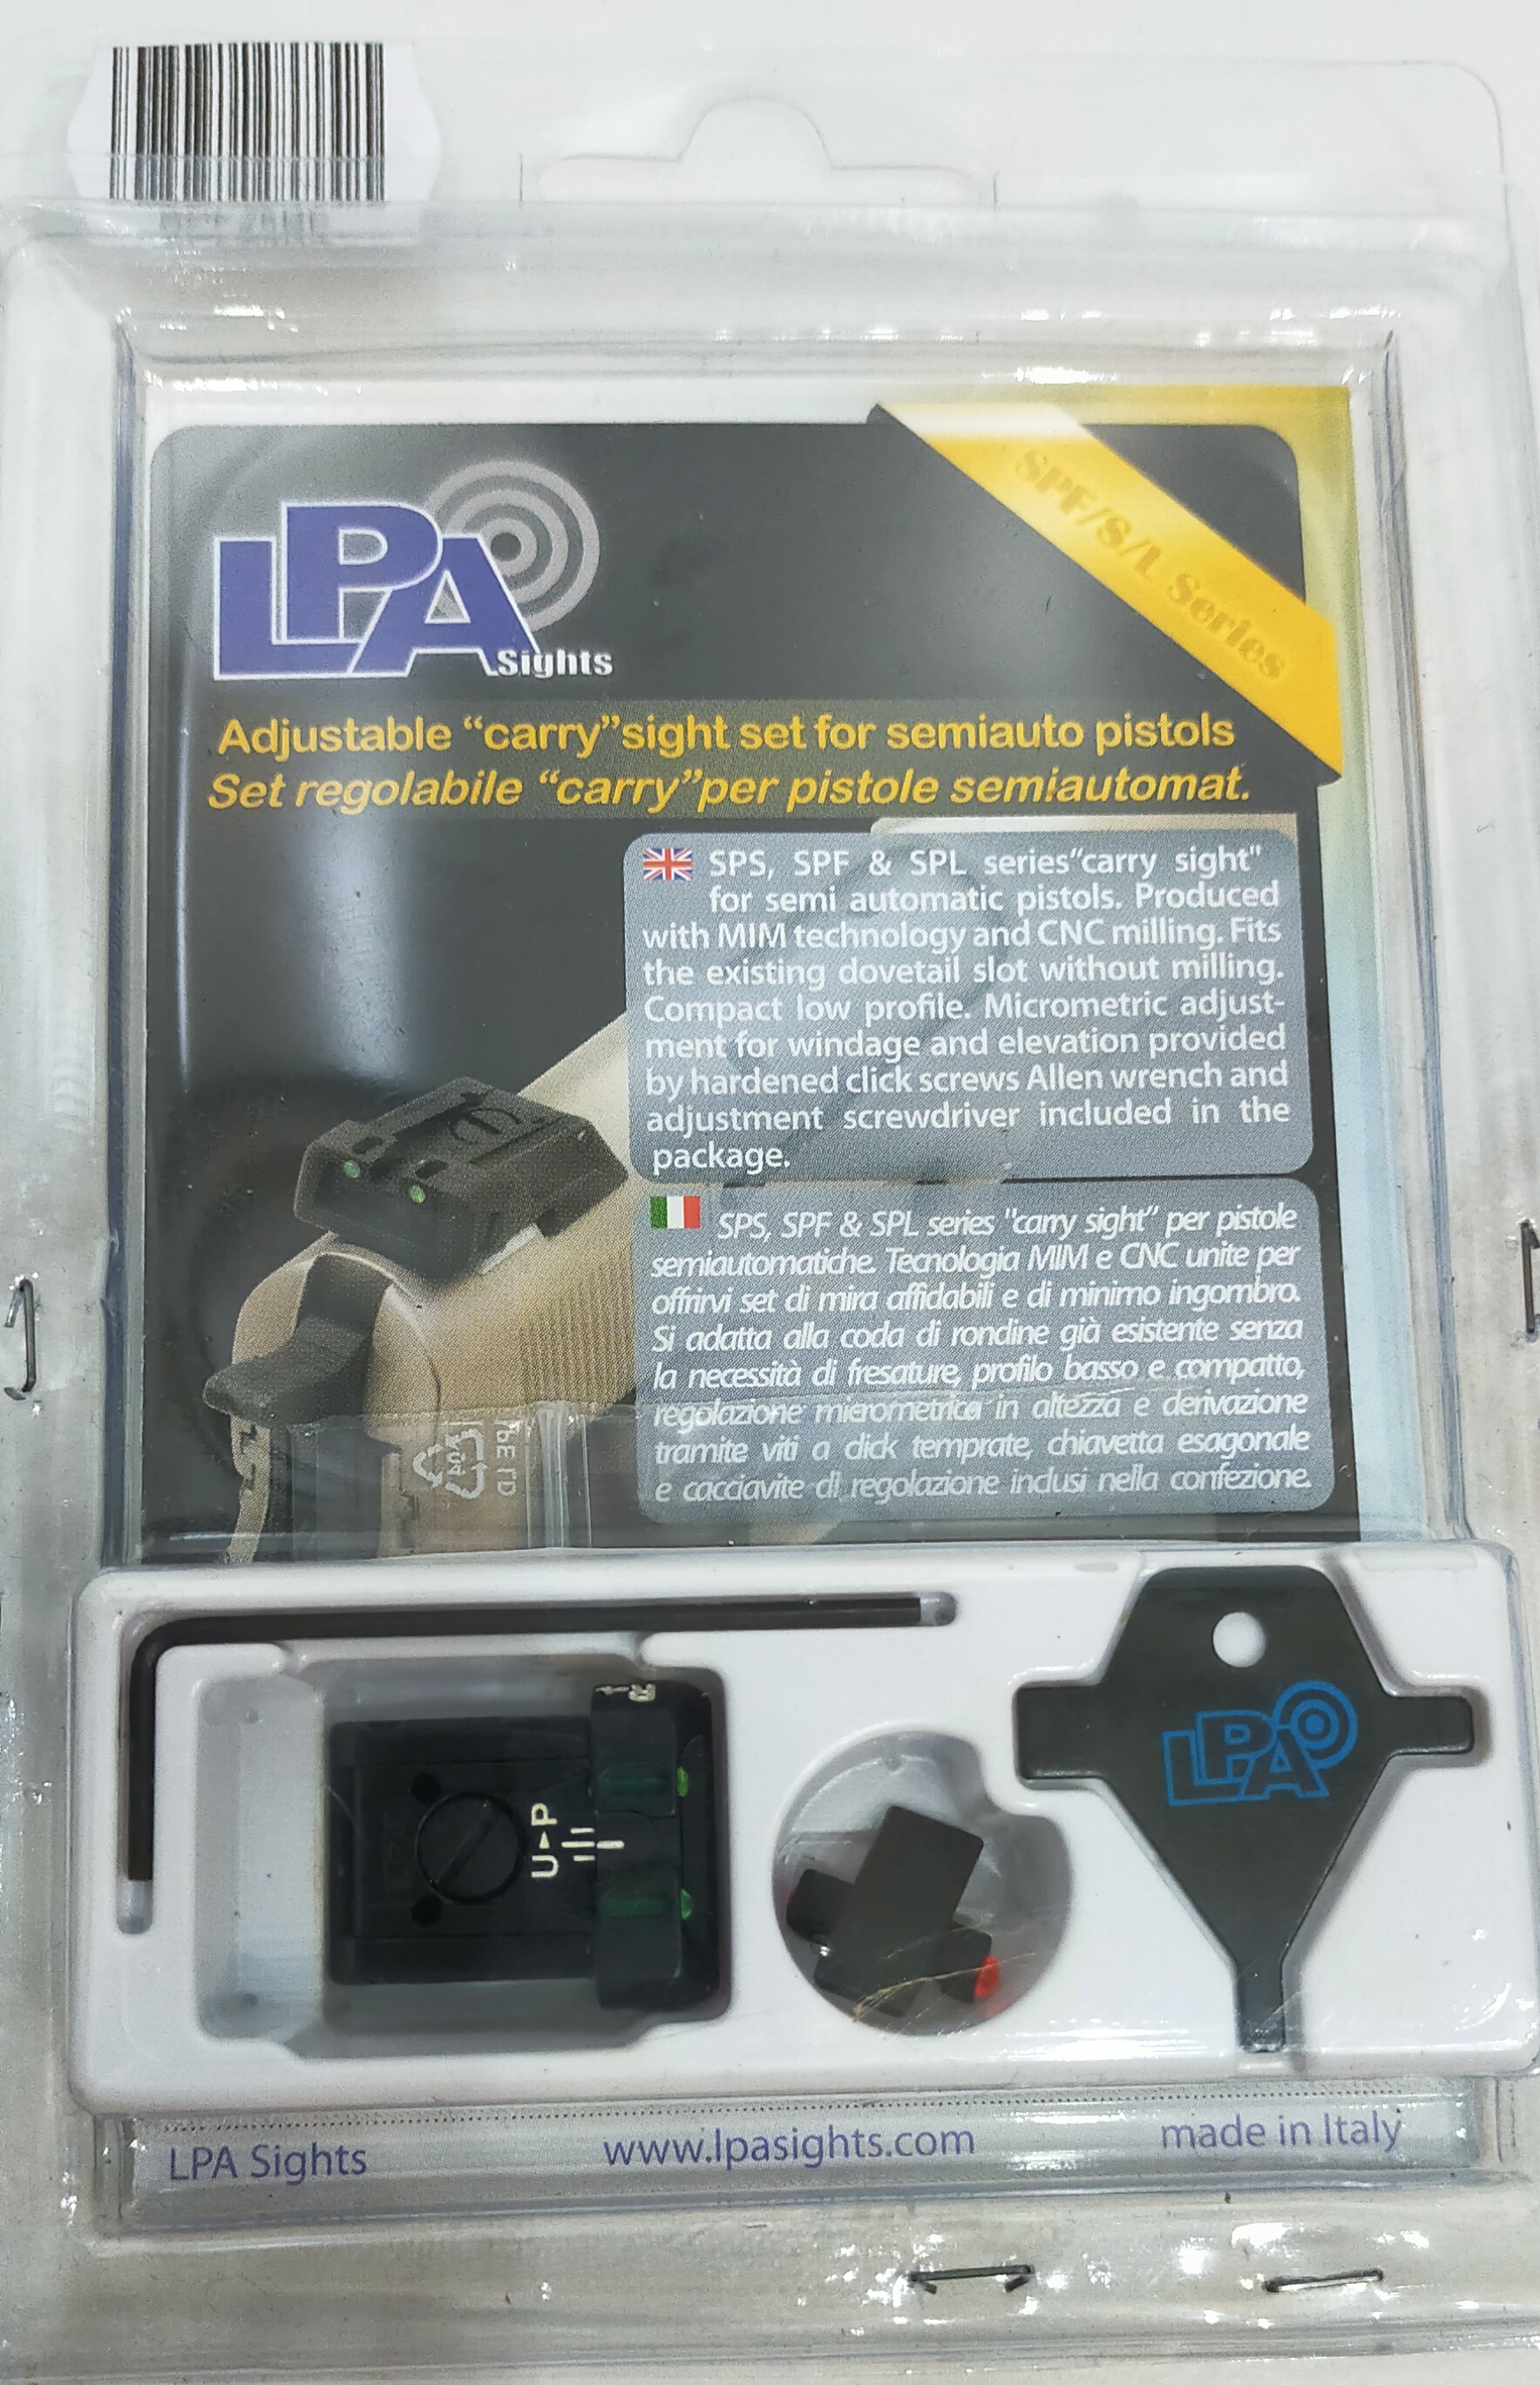 SPF/S/L Series
LPA
Sights
Adjustable “carry”sight set for semiauto pistols
Set regolabile “carry”per pistole semiautomat.
SPS, SPF & SPL series“carry sight"
for semi automatic pistols. Produced
with MIM technology and CNC milling. Fits
the existing dovetail slot without milling.
Compact low profile. Micrometric adjust-
ment for windage and elevation provided
by hardened click screws Allen wrench and
adjustment screwdriver included in the
package.
SPS, SPF & SPL series "carry sight” per pistole
semiautomatiche. Tecnologia MIM e CNC unite per
offrirvi set di mira affidabili e di minimo ingombro.
Si adatta alla coda di rondine già esistente senza
la necessità di fresature, profilo basso e compatto,
regolazione micrometrica in altezza e derivazione
tramite viti a click temprate, chiavetta esagonale
e cacciavite di regolazione inclusi nella confezione.
R
U P
LPA
LPA Sights www.lpasights.com made in Italy